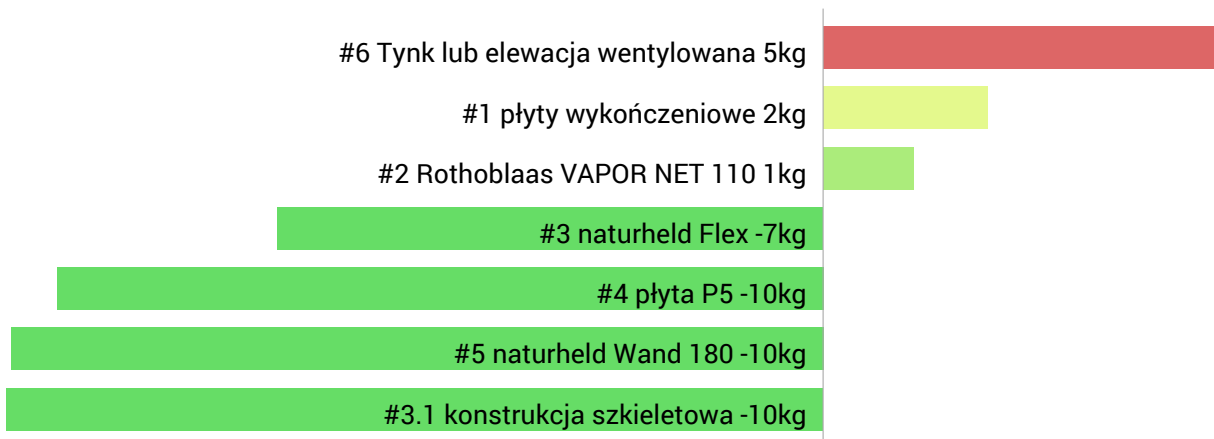 #6 Tynk lub elewacja wentylowana 5kg
#1 płyty wykończeniowe 2kg
#2 Rothoblaas VAPOR NET 110 1kg
#3 naturheld Flex -7kg
#4 płyta P5 -10kg
#5 naturheld Wand 180 -10kg
#3.1 konstrukcja szkieletowa -10kg